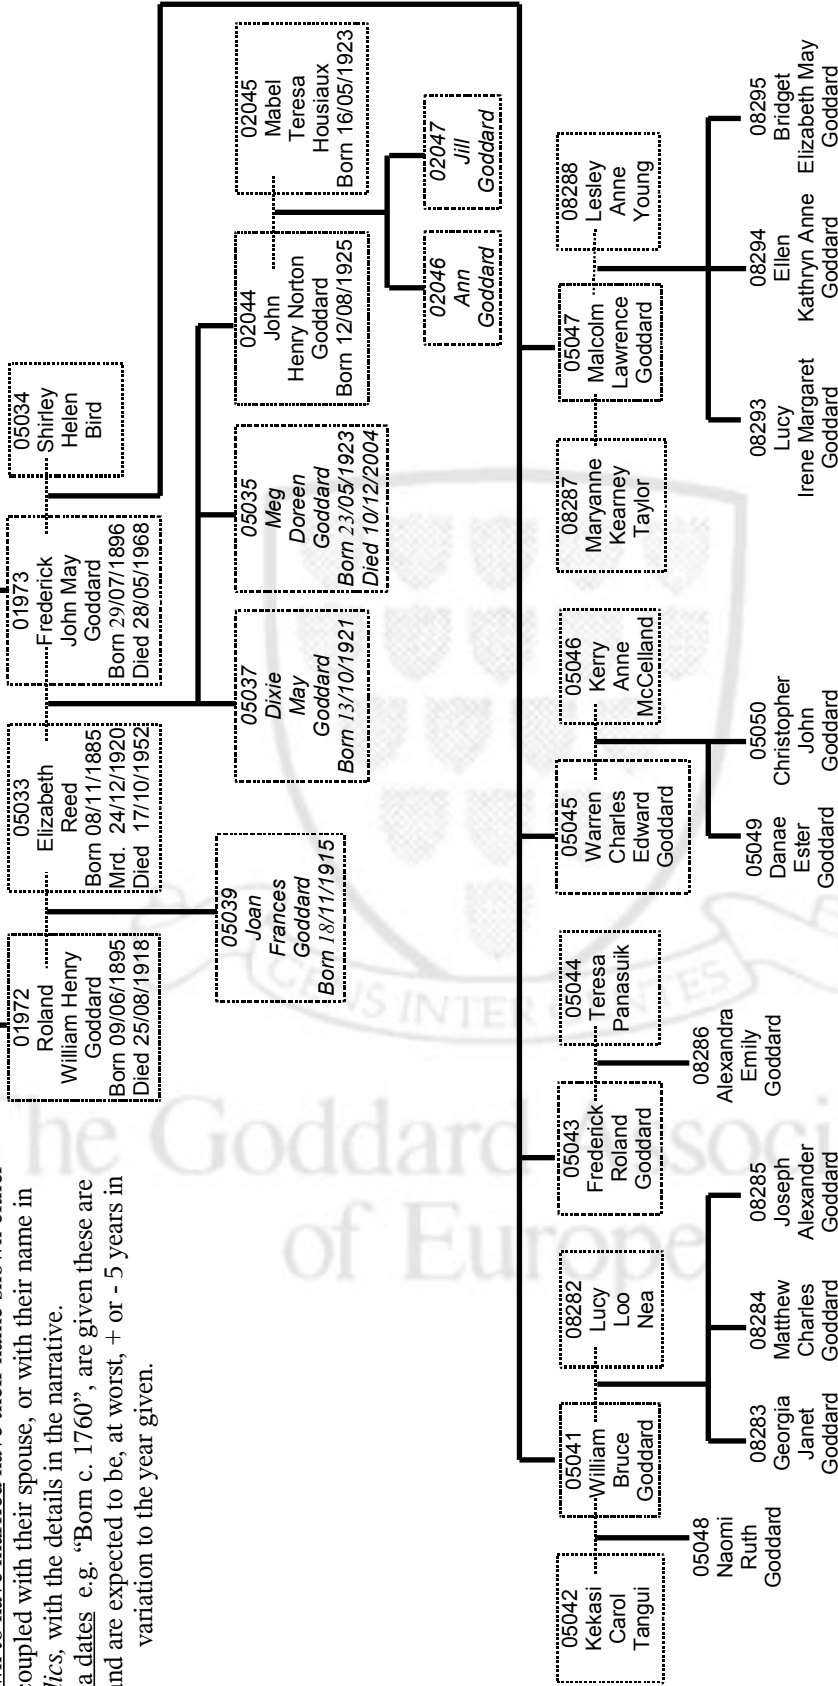 have their name shown either
coupled with their spouse, or with their name in
with the details in the narrative.
dates e.g. “Born c. 1760”, are given these are
and are expected to be, at worst, + or - 5 years in
variation to the year given.
01972
Roland
William Henry
Goddard
Born 09/06/1895
Died 25/08/1918
05033
Elizabeth
Reed
Born 08/11/1885
Mrd. 24/12/1920
Died 17/10/1952
01973
Frederick
John May
Goddard
Born 29/07/1896
Died 28/05/1968
05034
Shirley
Helen
Bird
05039
Joan
Frances
Goddard
Born 18/11/1915
05037
Dixie
May
Goddard
Born 13/10/1921
05035
Meg
Doreen
Goddard
Born 23/05/1923
Died 10/12/2004
02044
John
Henry Norton
Goddard
Born 12/08/1925
02045
Mabel
Teresa
Housiaux
Born 16/05/1923
02046
Ann
Goddard
02047
Jill
Goddard
05042
Kekasi
Carol
Tangui
05041
William
Bruce
Goddard
08282
Lucy
Loo
Nea
05043
Frederick
Roland
Goddard
05044
Teresa
Panasuik
05045
Warren
Charles
Edward
Goddard
05046
Kerry
Anne
McCelland
08287
Maryanne
Kearney
Taylor
05047
Malcolm
Lawrence
Goddard
08288
Lesley
Anne
Young
05048
Naomi
Ruth
Goddard
08283
Georgia
Janet
Goddard
08284
Matthew
Charles
Goddard
08285
Joseph
Alexander
Goddard
08286
Alexandra
Emily
Goddard
05049
Danae
Ester
Goddard
05050
Christopher
John
Goddard
08293
Lucy
Irene Margaret
Goddard
08294
Ellen
Kathryn Anne
Goddard
08295
Bridget
Elizabeth May
Goddard
The Goddard Associ
of Europe
GENS INTER GENTES